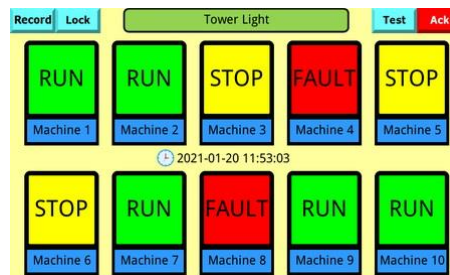 Record Lock Tower Light Test Ack
RUN RUN STOP FAULT STOP
Machine 1 Machine 2 Machine 3 Machine 4 Machine 5
2021-01-20 11:53:03
STOP RUN FAULT RUN RUN
Machine 6 Machine 7 Machine 8 Machine 9 Machine 10